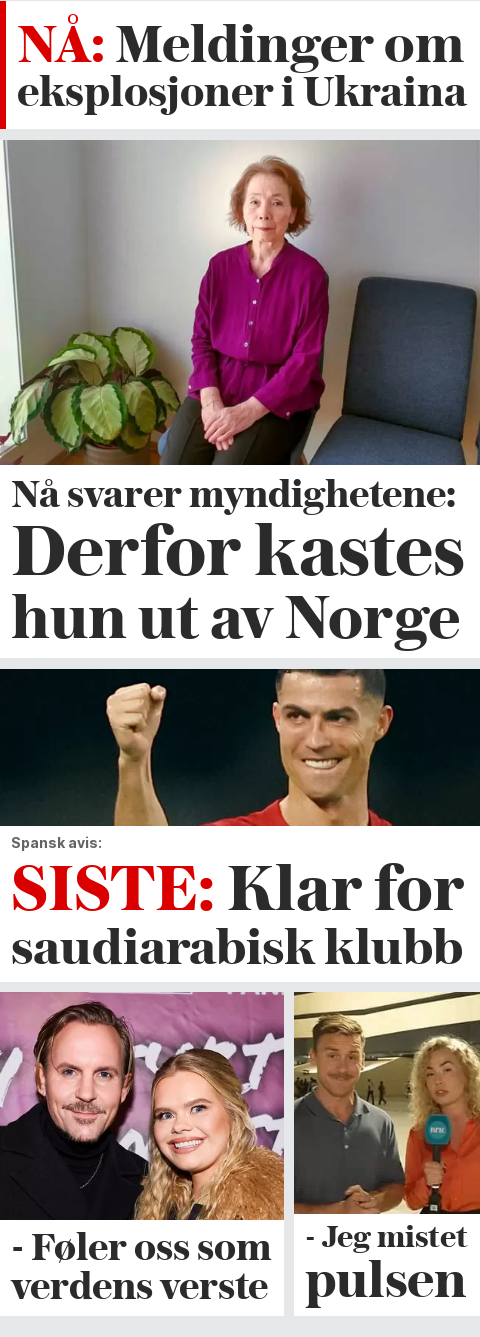 NÅ: Meldinger om
eksplosjoner i Ukraina
Nå svarer myndighetene:
Derfor kastes
hun ut av Norge
Spansk avis:
SISTE: Klar for
saudiarabisk klubb
NRK
- Føler oss som
verdens verste
- Jeg mistet
pulsen